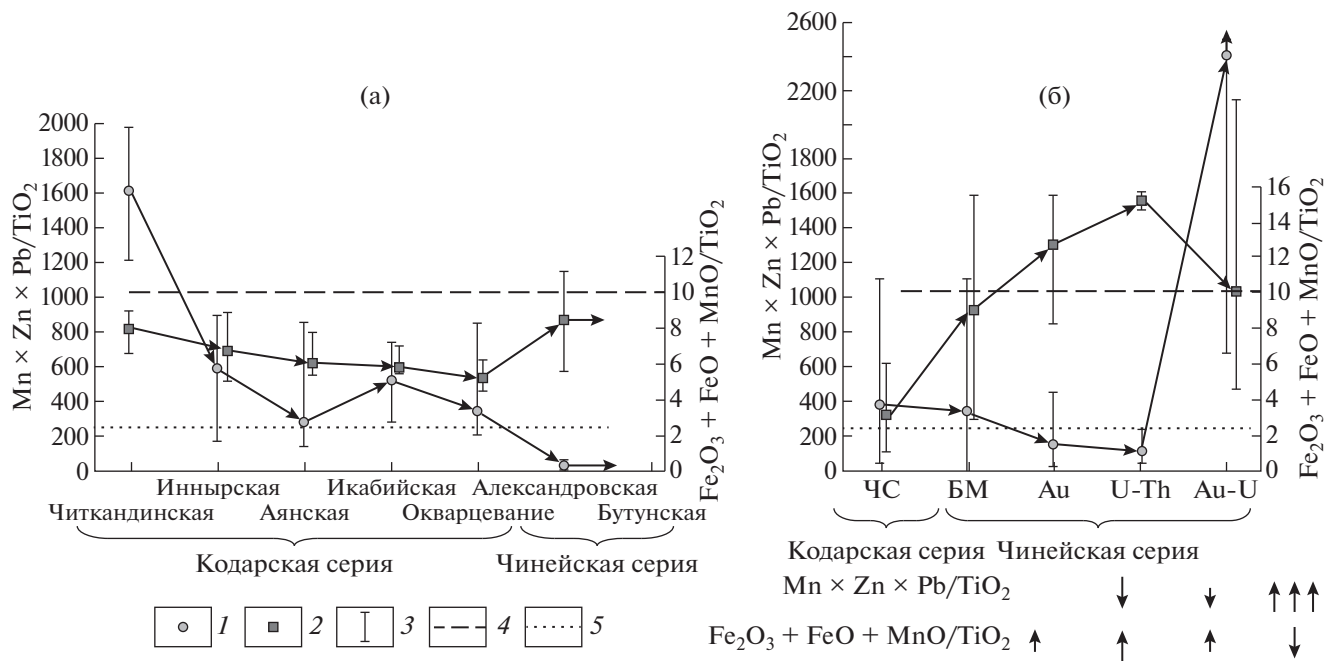 (а)
Mn × Zn × Pb/TiO₂
2000
1800
1600
1400
1200
1000
800
600
400
200
0
12
10
8
6
4
2
0
Fe₂O₃ + FeO + MnO/TiO₂
Иннырская Икабийская Александровская
Читкандинская Аянская Окварцевание Бутунская
Кодарская серия Чинейская серия
1 2 3 4 5
(б)
Mn × Zn × Pb/TiO₂
2600
2400
2200
2000
1800
1600
1400
1200
1000
800
600
400
200
0
16
14
12
10
8
6
4
2
0
Fe₂O₃ + FeO + MnO/TiO₂
ЧС БМ Au U-Th Au-U
Кодарская серия Чинейская серия
Mn × Zn × Pb/TiO₂
Fe₂O₃ + FeO + MnO/TiO₂